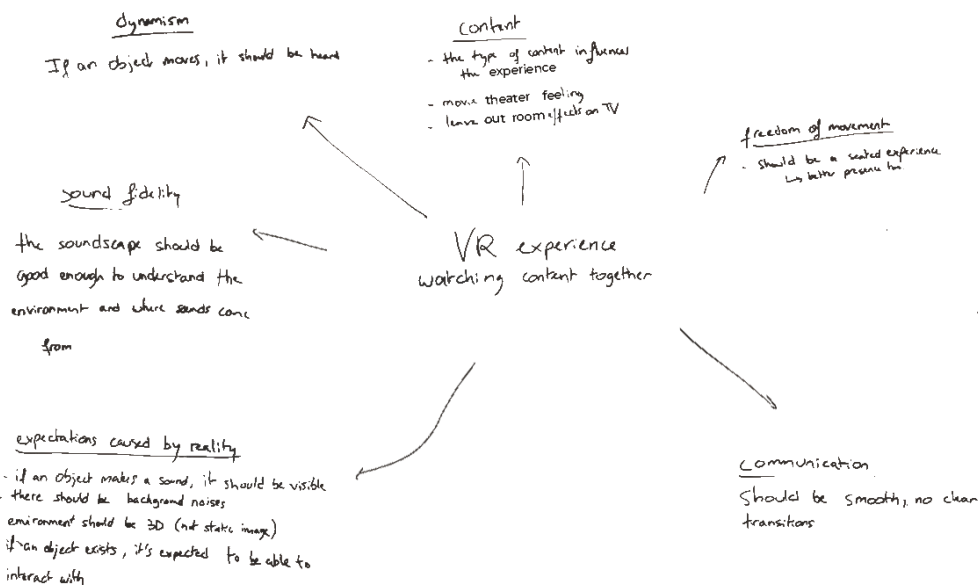 dynamism
If an object moves, it should be heard
content
- the type of content influences
the experience
- movie theater feeling
- leave out room effects on TV
freedom of movement
- should be a seated experience
↳ better presence
sound fidelity
the soundscape should be
good enough to understand the
environment and where sounds come
from
VR experience
watching content together
expectations caused by reality
- if an object makes a sound, it should be visible
- there should be background noises
environment should be 3D (not static image)
if an object exists, it's expected to be able to
interact with
communication
Should be smooth, no
transitions